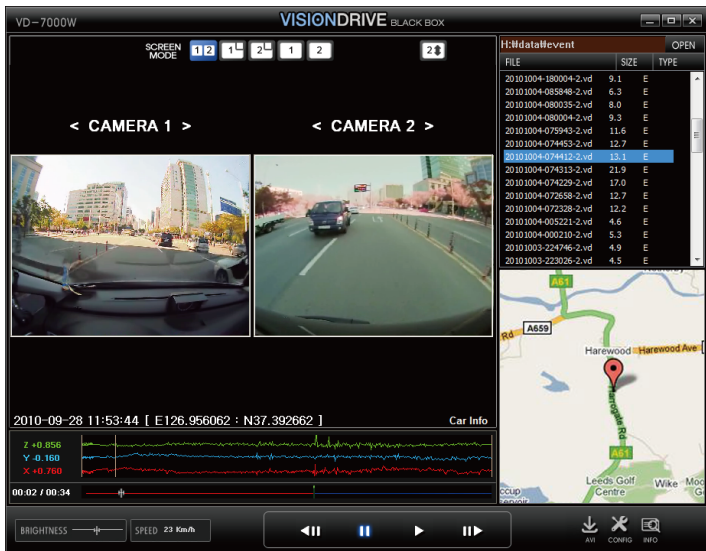 VD-7000W
VISIONDRIVE BLACK BOX
SCREEN MODE
1 2
1
2
1
2
2
H:₩data₩event
OPEN
FILE SIZE TYPE
20101004-180004-2.vd 9.1 E
20101004-085848-2.vd 6.3 E
20101004-080035-2.vd 8.0 E
20101004-080004-2.vd 9.3 E
20101004-075943-2.vd 11.6 E
20101004-074453-2.vd 12.7 E
20101004-074412-2.vd 13.1 E
20101004-074313-2.vd 21.9 E
20101004-074229-2.vd 17.0 E
20101004-072658-2.vd 12.7 E
20101004-072328-2.vd 12.2 E
20101004-005221-2.vd 4.6 E
20101004-000210-2.vd 5.3 E
20101003-224746-2.vd 4.9 E
20101003-223026-2.vd 4.5 E
< CAMERA 1 >
< CAMERA 2 >
2010-09-28 11:53:44 [ E126.956062 : N37.392662 ]
Car Info
A61
Rd
A659
Harewood
Harewood Ave
Harrogate Rd
A61
Leeds Golf Centre
Wike
Z +0.856
Y -0.160
X +0.760
00:02 / 00:34
BRIGHTNESS
SPEED 23 Km/h
AVI
CONFIG
INFO